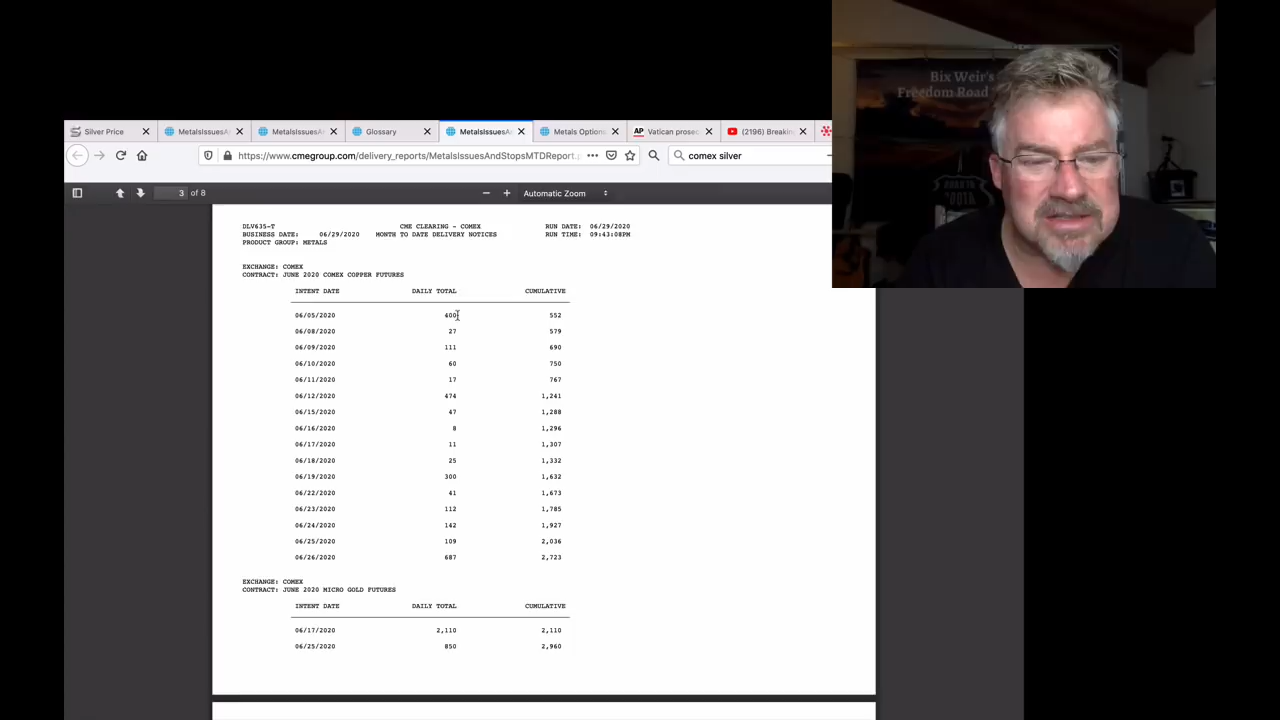 Bix Weir's
Freedom Road
Silver Price
MetalsIssuesAn
MetalsIssuesAn
Glossary
MetalsIssuesAn
Metals Options
Vatican prosec
(2196) Breakin
https://www.cmegroup.com/delivery_reports/MetalsIssuesAndStopsMTDReport.
comex silver
3 of 8
Automatic Zoom
DLV635-T CME CLEARING - COMEX RUN DATE: 06/29/2020
BUSINESS DATE: 06/29/2020 MONTH TO DATE DELIVERY NOTICES RUN TIME: 09:43:08PM
PRODUCT GROUP: METALS
EXCHANGE: COMEX
CONTRACT: JUNE 2020 COMEX COPPER FUTURES
INTENT DATE DAILY TOTAL CUMULATIVE
06/05/2020 400 552
06/08/2020 27 579
06/09/2020 111 690
06/10/2020 60 750
06/11/2020 17 767
06/12/2020 474 1,241
06/15/2020 47 1,288
06/16/2020 8 1,296
06/17/2020 11 1,307
06/18/2020 25 1,332
06/19/2020 300 1,632
06/22/2020 41 1,673
06/23/2020 112 1,785
06/24/2020 142 1,927
06/25/2020 109 2,036
06/26/2020 687 2,723
EXCHANGE: COMEX
CONTRACT: JUNE 2020 MICRO GOLD FUTURES
INTENT DATE DAILY TOTAL CUMULATIVE
06/17/2020 2,110 2,110
06/25/2020 850 2,960